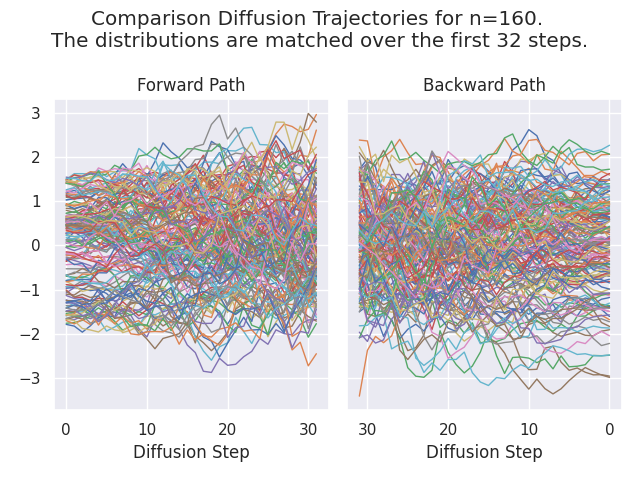 Comparison Diffusion Trajectories for n=160.
The distributions are matched over the first 32 steps.
Forward Path
Backward Path
3
2
1
0
−1
−2
−3
0 10 20 30
30 20 10 0
Diffusion Step
Diffusion Step